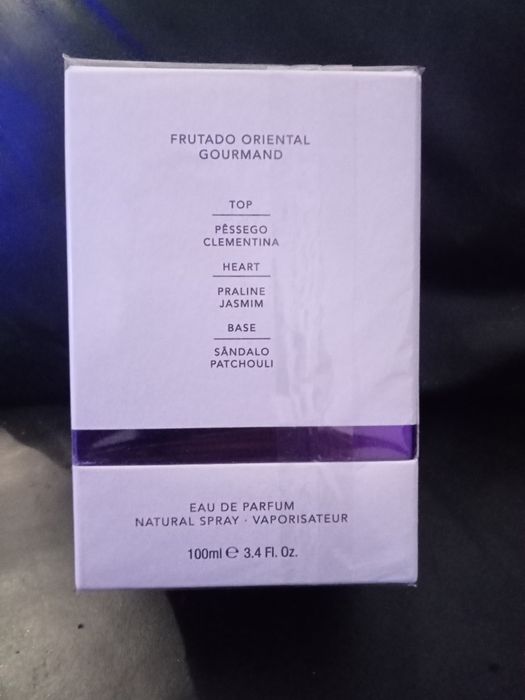 FRUTADO ORIENTAL
GOURMAND
TOP
PÊSSEGO
CLEMENTINA
HEART
PRALINE
JASMIM
BASE
SÂNDALO
PATCHOULI
EAU DE PARFUM
NATURAL SPRAY · VAPORISATEUR
100ml ℮ 3.4 Fl. Oz.